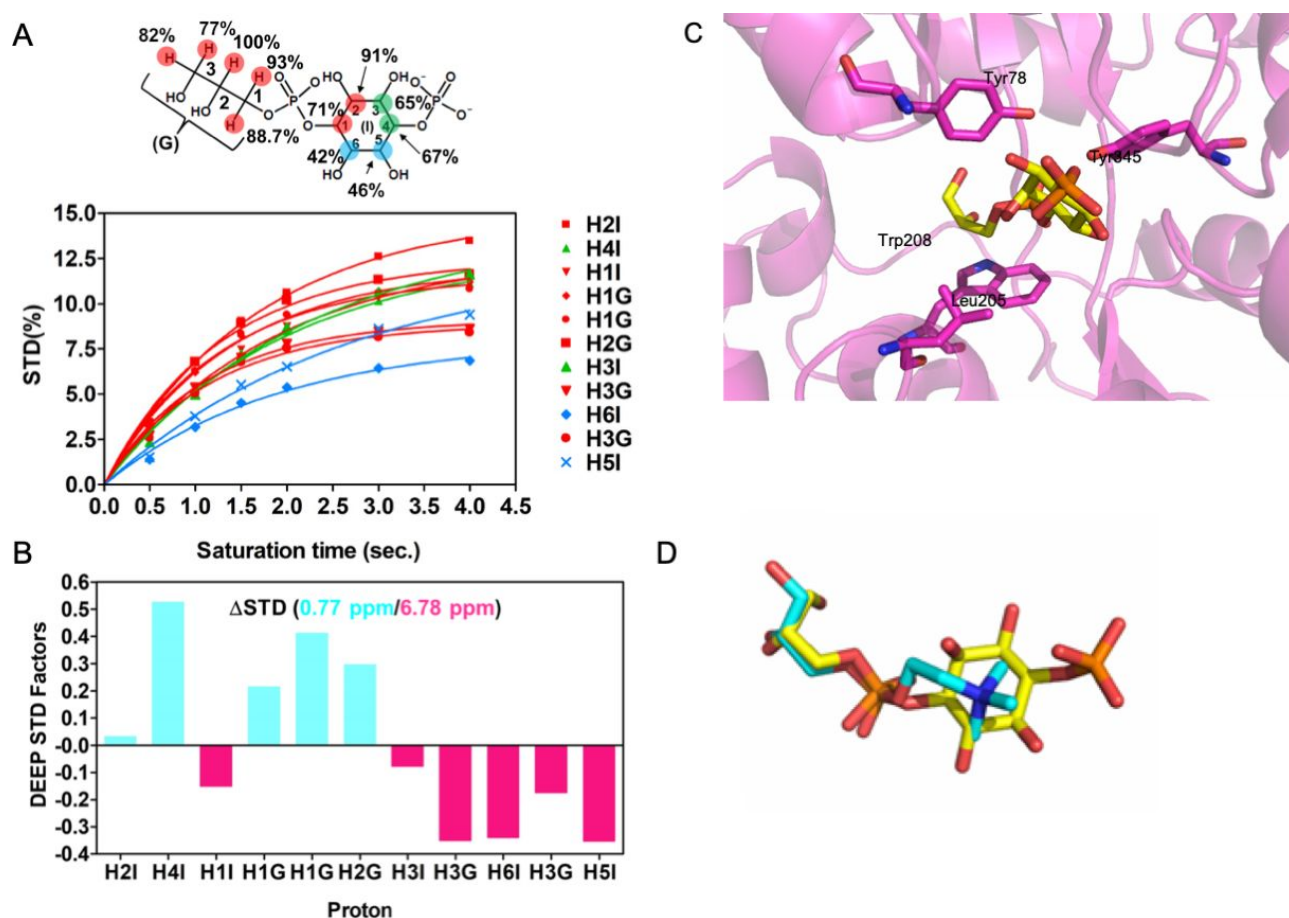 A
82%
77%
100%
93%
91%
H
H
H
H
3
2
1
HO
HO
H
O
P
O
O
O
O⁻
HO
OH
71%
2
3
1
(I)
4
6
5
65%
O
P
O
O⁻
O⁻
(G)
88.7%
42%
67%
HO
OH
46%
15.0
12.5
10.0
7.5
5.0
2.5
0.0
STD(%)
0.0 0.5 1.0 1.5 2.0 2.5 3.0 3.5 4.0 4.5
Saturation time (sec.)
H2I
H4I
H1I
H1G
H1G
H2G
H3I
H3G
H6I
H3G
H5I
B
ΔSTD (0.77 ppm/6.78 ppm)
0.6
0.5
0.4
0.3
0.2
0.1
-0.0
-0.1
-0.2
-0.3
-0.4
DEEP STD Factors
H2I H4I H1I H1G H1G H2G H3I H3G H6I H3G H5I
Proton
C
Tyr78
Tyr345
Trp208
Leu205
D